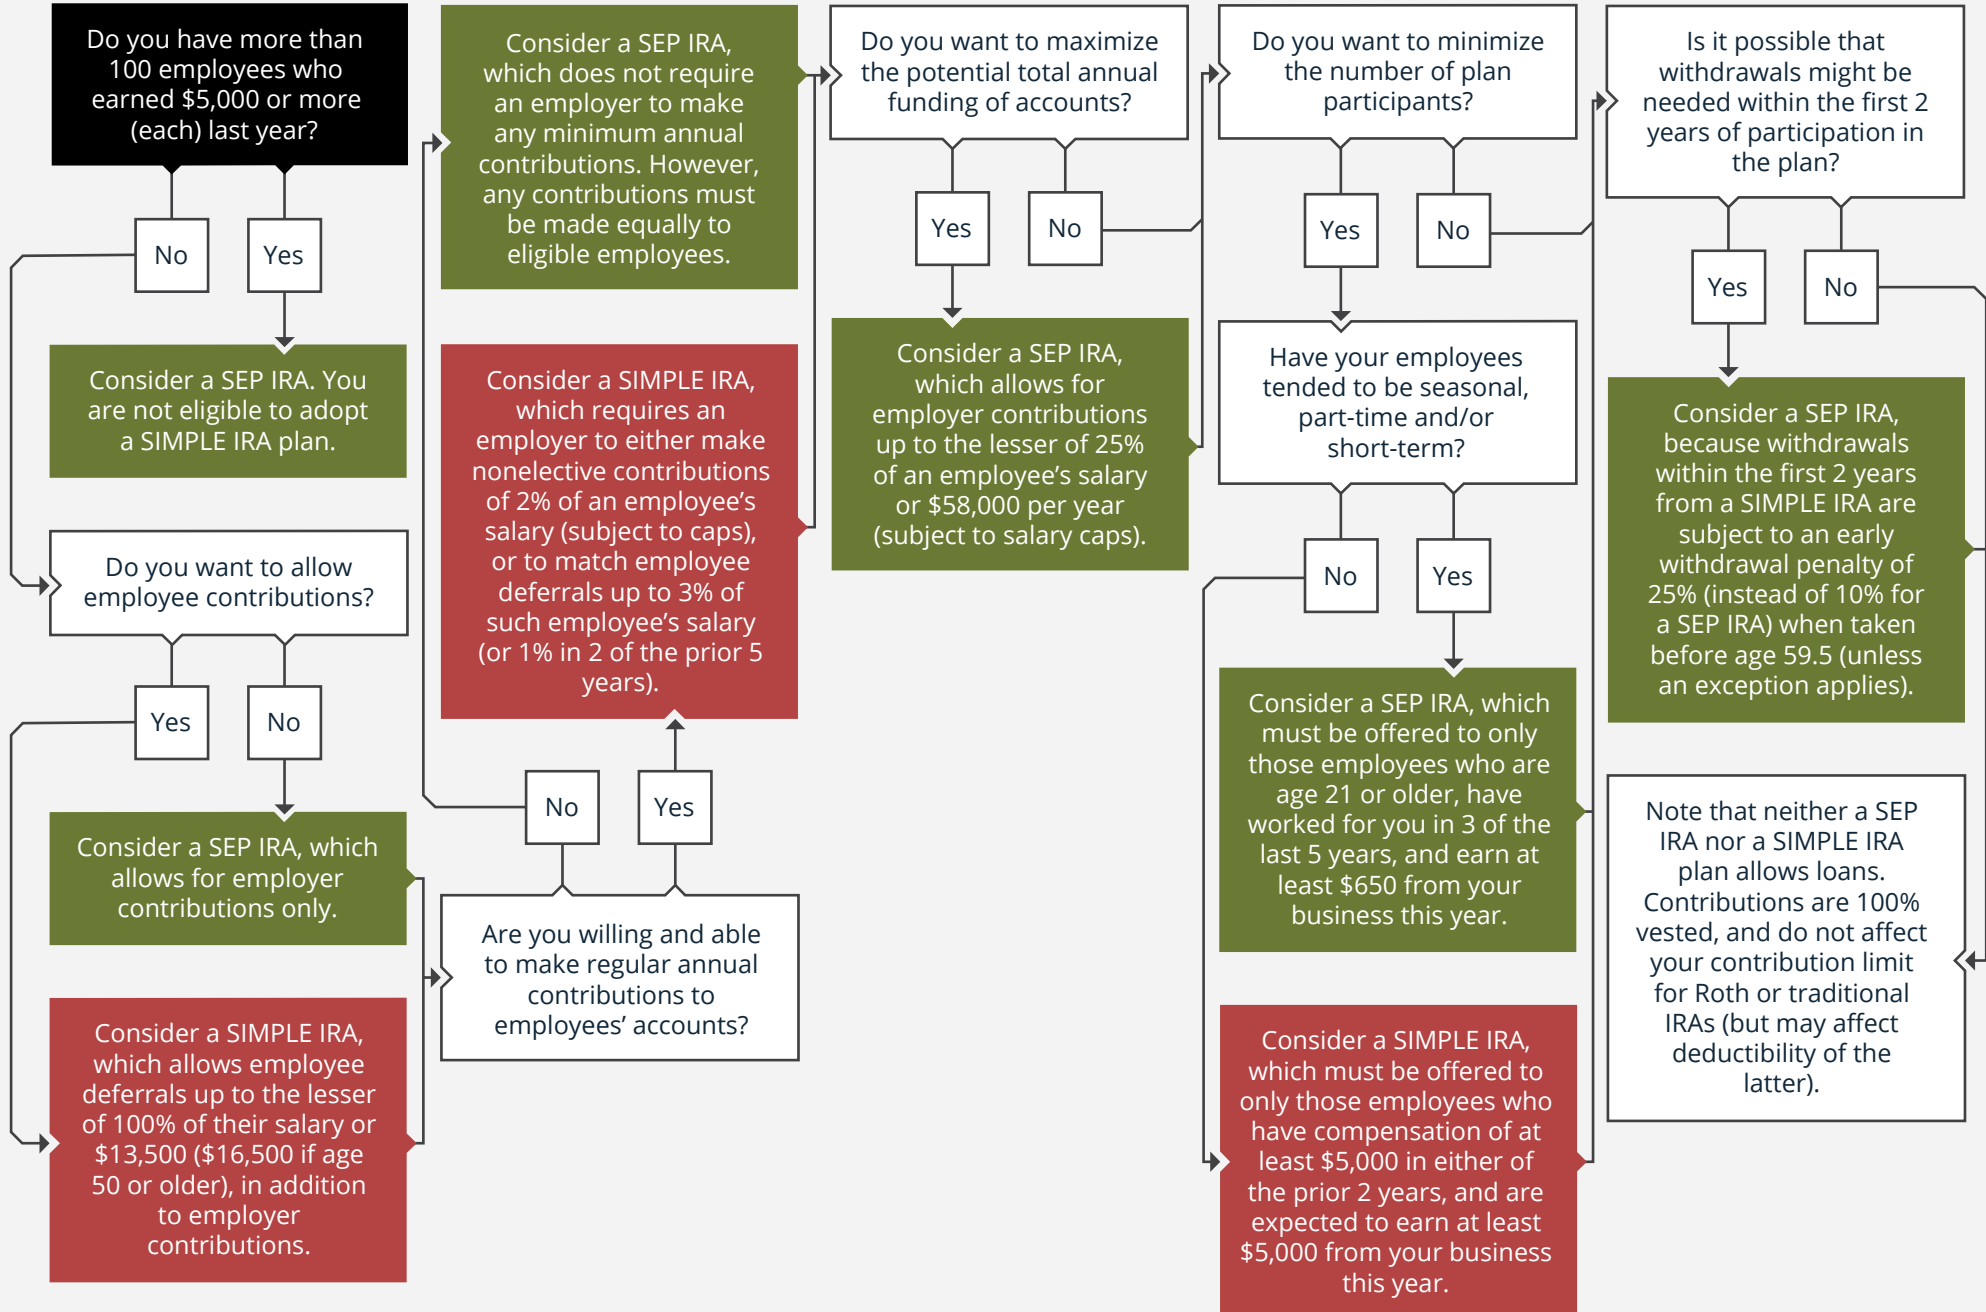 Do you have more than
100 employees who
earned $5,000 or more
(each) last year?
No
Yes
Consider a SEP IRA. You
are not eligible to adopt
a SIMPLE IRA plan.
Do you want to allow
employee contributions?
Yes
No
Consider a SEP IRA, which
allows for employer
contributions only.
Consider a SIMPLE IRA,
which allows employee
deferrals up to the lesser
of 100% of their salary or
$13,500 ($16,500 if age
50 or older), in addition
to employer
contributions.
Consider a SEP IRA,
which does not require
an employer to make
any minimum annual
contributions. However,
any contributions must
be made equally to
eligible employees.
Consider a SIMPLE IRA,
which requires an
employer to either make
nonelective contributions
of 2% of an employee’s
salary (subject to caps),
or to match employee
deferrals up to 3% of
such employee’s salary
(or 1% in 2 of the prior 5
years).
No
Yes
Are you willing and able
to make regular annual
contributions to
employees’ accounts?
Do you want to maximize
the potential total annual
funding of accounts?
Yes
No
Consider a SEP IRA,
which allows for
employer contributions
up to the lesser of 25%
of an employee’s salary
or $58,000 per year
(subject to salary caps).
Do you want to minimize
the number of plan
participants?
Yes
No
Have your employees
tended to be seasonal,
part-time and/or
short-term?
No
Yes
Consider a SEP IRA, which
must be offered to only
those employees who are
age 21 or older, have
worked for you in 3 of the
last 5 years, and earn at
least $650 from your
business this year.
Consider a SIMPLE IRA,
which must be offered to
only those employees who
have compensation of at
least $5,000 in either of
the prior 2 years, and are
expected to earn at least
$5,000 from your business
this year.
Is it possible that
withdrawals might be
needed within the first 2
years of participation in
the plan?
Yes
No
Consider a SEP IRA,
because withdrawals
within the first 2 years
from a SIMPLE IRA are
subject to an early
withdrawal penalty of
25% (instead of 10% for
a SEP IRA) when taken
before age 59.5 (unless
an exception applies).
Note that neither a SEP
IRA nor a SIMPLE IRA
plan allows loans.
Contributions are 100%
vested, and do not affect
your contribution limit
for Roth or traditional
IRAs (but may affect
deductibility of the
latter).